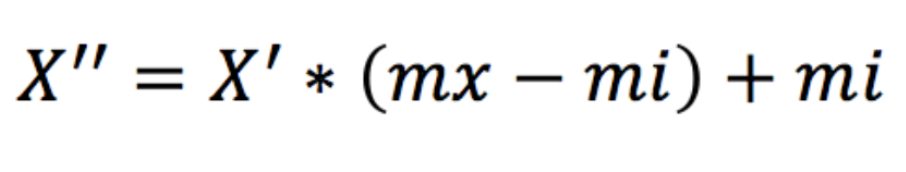 X'' = X' * (mx − mi) + mi